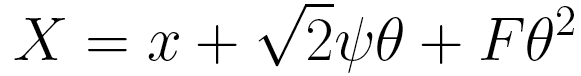 X = x + √2ψθ + Fθ²